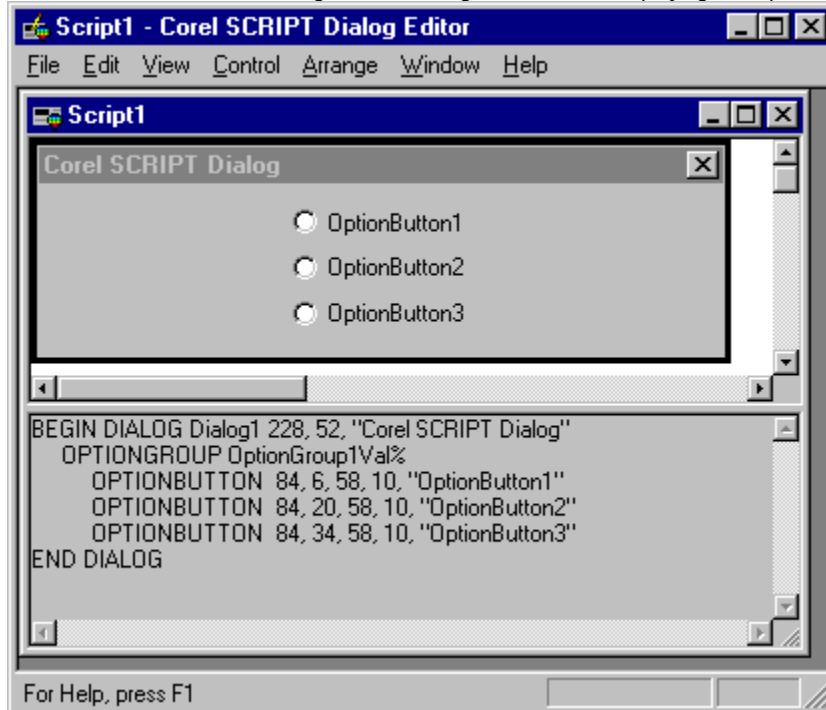 Script1 - Corel SCRIPT Dialog Editor
File Edit View Control Arrange Window Help
Script1
Corel SCRIPT Dialog
OptionButton1
OptionButton2
OptionButton3
BEGIN DIALOG Dialog1 228, 52, "Corel SCRIPT Dialog"
OPTIONGROUP OptionGroup1Val%
OPTIONBUTTON 84, 6, 58, 10, "OptionButton1"
OPTIONBUTTON 84, 20, 58, 10, "OptionButton2"
OPTIONBUTTON 84, 34, 58, 10, "OptionButton3"
END DIALOG
For Help, press F1